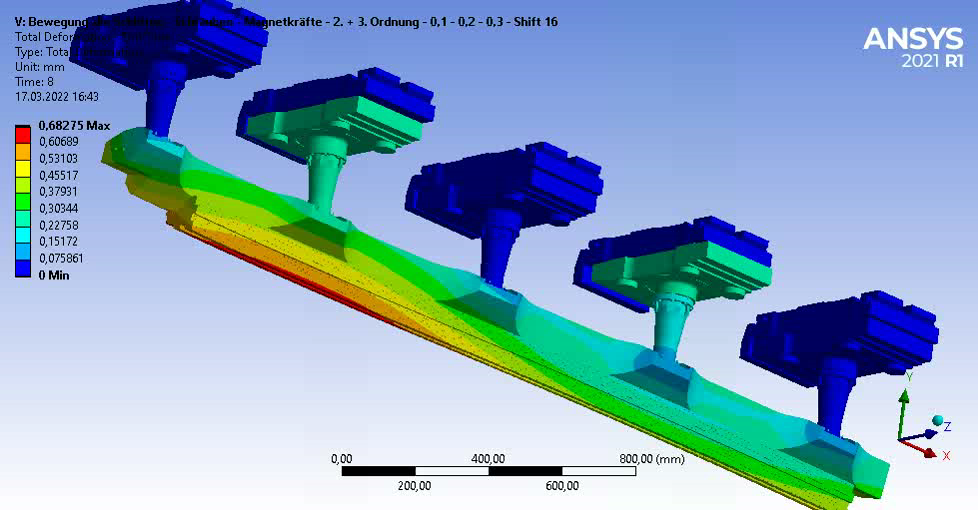 V: Bewegung - Magnetkräfte - 2. + 3. Ordnung - 0,1 - 0,2 - 0,3 - Shift 16
Total
Type: Total
Unit: mm
Time: 8
17.03.2022 16:43
ANSYS
2021 R1
0,68275 Max
0,60689
0,53103
0,45517
0,37931
0,30344
0,22758
0,15172
0,075861
0 Min
Y
Z
X
0,00 400,00 800,00 (mm)
200,00 600,00